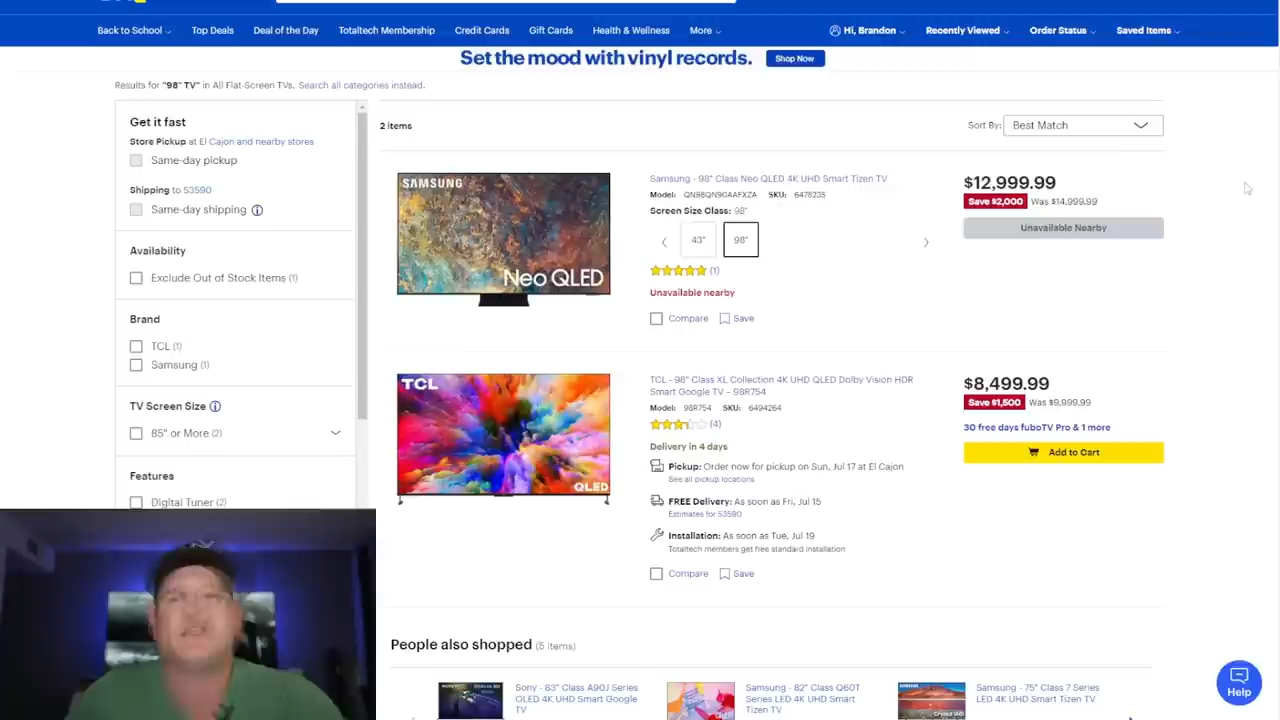 Back to School
Top Deals
Deal of the Day
Totaltech Membership
Credit Cards
Gift Cards
Health & Wellness
More
Hi, Brandon
Recently Viewed
Order Status
Saved Items
Set the mood with vinyl records.
Shop Now
Results for "98" TV" in All Flat-Screen TVs. Search all categories instead.
Get it fast
Store Pickup at El Cajon and nearby stores
Same-day pickup
Shipping to 53590
Same-day shipping
Availability
Exclude Out of Stock Items (1)
Brand
TCL (1)
Samsung (1)
TV Screen Size
85" or More (2)
Features
Digital Tuner (2)
2 items
Sort By:
Best Match
SAMSUNG
Neo QLED
Samsung - 98" Class Neo QLED 4K UHD Smart Tizen TV
Model: QN98QN90AAFXZA SKU: 6478235
Screen Size Class: 98"
43"
98"
(1)
Unavailable nearby
Compare
Save
$12,999.99
Save $2,000 Was $14,999.99
Unavailable Nearby
TCL
QLED
TCL - 98" Class XL Collection 4K UHD QLED Dolby Vision HDR
Smart Google TV – 98R754
Model: 98R754 SKU: 6494264
(4)
Delivery in 4 days
Pickup: Order now for pickup on Sun, Jul 17 at El Cajon
See all pickup locations
FREE Delivery: As soon as Fri, Jul 15
Estimates for 53590
Installation: As soon as Tue, Jul 19
Totaltech members get free standard installation
Compare
Save
$8,499.99
Save $1,500 Was $9,999.99
30 free days fuboTV Pro & 1 more
Add to Cart
People also shopped (5 items)
Sony - 83" Class A90J Series
OLED 4K UHD Smart Google
TV
Samsung - 82" Class Q60T
Series LED 4K UHD Smart
Tizen TV
SAMSUNG
Samsung - 75" Class 7 Series
LED 4K UHD Smart Tizen TV
Help